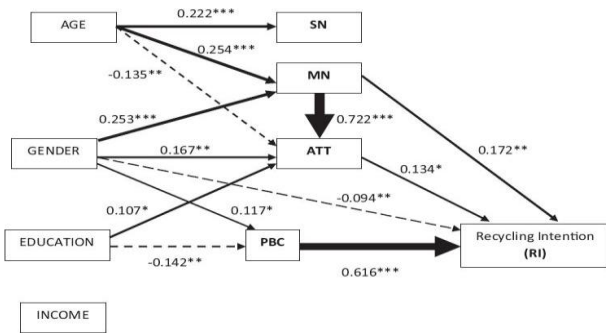 AGE
0.222***
SN
0.254***
MN
-0.135**
0.253***
0.722***
0.172**
GENDER
0.167**
ATT
0.134*
-0.094**
0.107*
0.117*
EDUCATION
PBC
Recycling Intention
(RI)
-0.142**
0.616***
INCOME